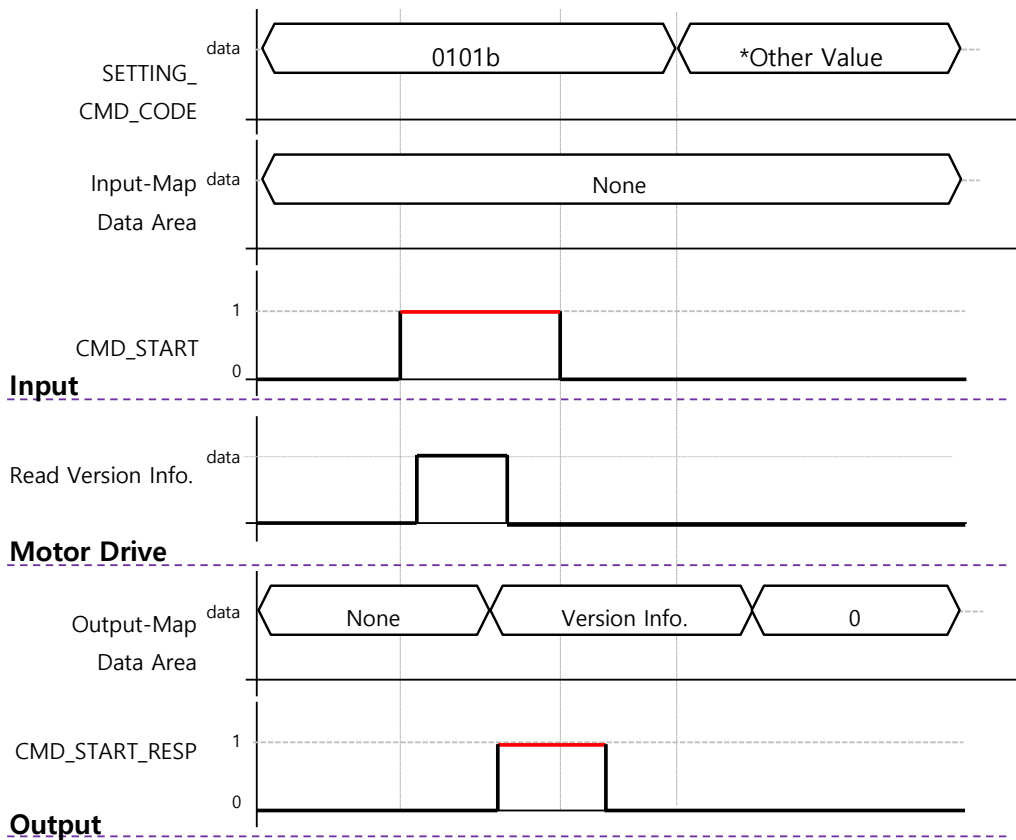 SETTING_
CMD_CODE
data
0101b
*Other Value
Input-Map
Data Area
data
None
CMD_START
1
0
Input
Read Version Info.
data
Motor Drive
Output-Map
Data Area
data
None
Version Info.
0
CMD_START_RESP
1
0
Output